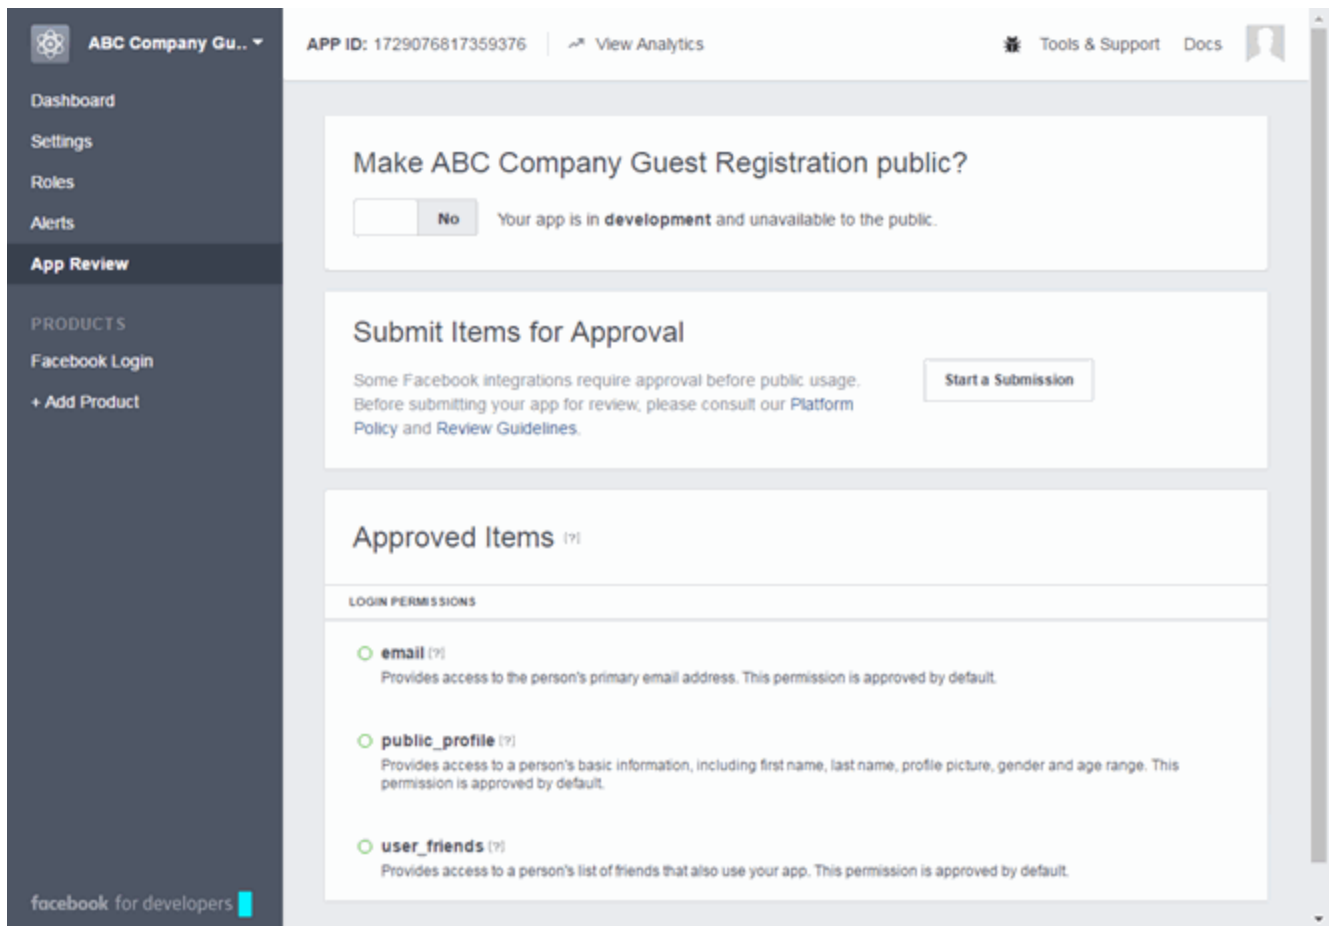 ABC Company Gu..
APP ID: 1729076817359376
View Analytics
Tools & Support
Docs
Dashboard
Settings
Roles
Alerts
App Review
PRODUCTS
Facebook Login
+ Add Product
facebook for developers
Make ABC Company Guest Registration public?
No
Your app is in development and unavailable to the public.
Submit Items for Approval
Some Facebook integrations require approval before public usage.
Before submitting your app for review, please consult our Platform
Policy and Review Guidelines.
Start a Submission
Approved Items [?]
LOGIN PERMISSIONS
email [?]
Provides access to the person's primary email address. This permission is approved by default.
public_profile [?]
Provides access to a person's basic information, including first name, last name, profile picture, gender and age range. This
permission is approved by default.
user_friends [?]
Provides access to a person's list of friends that also use your app. This permission is approved by default.